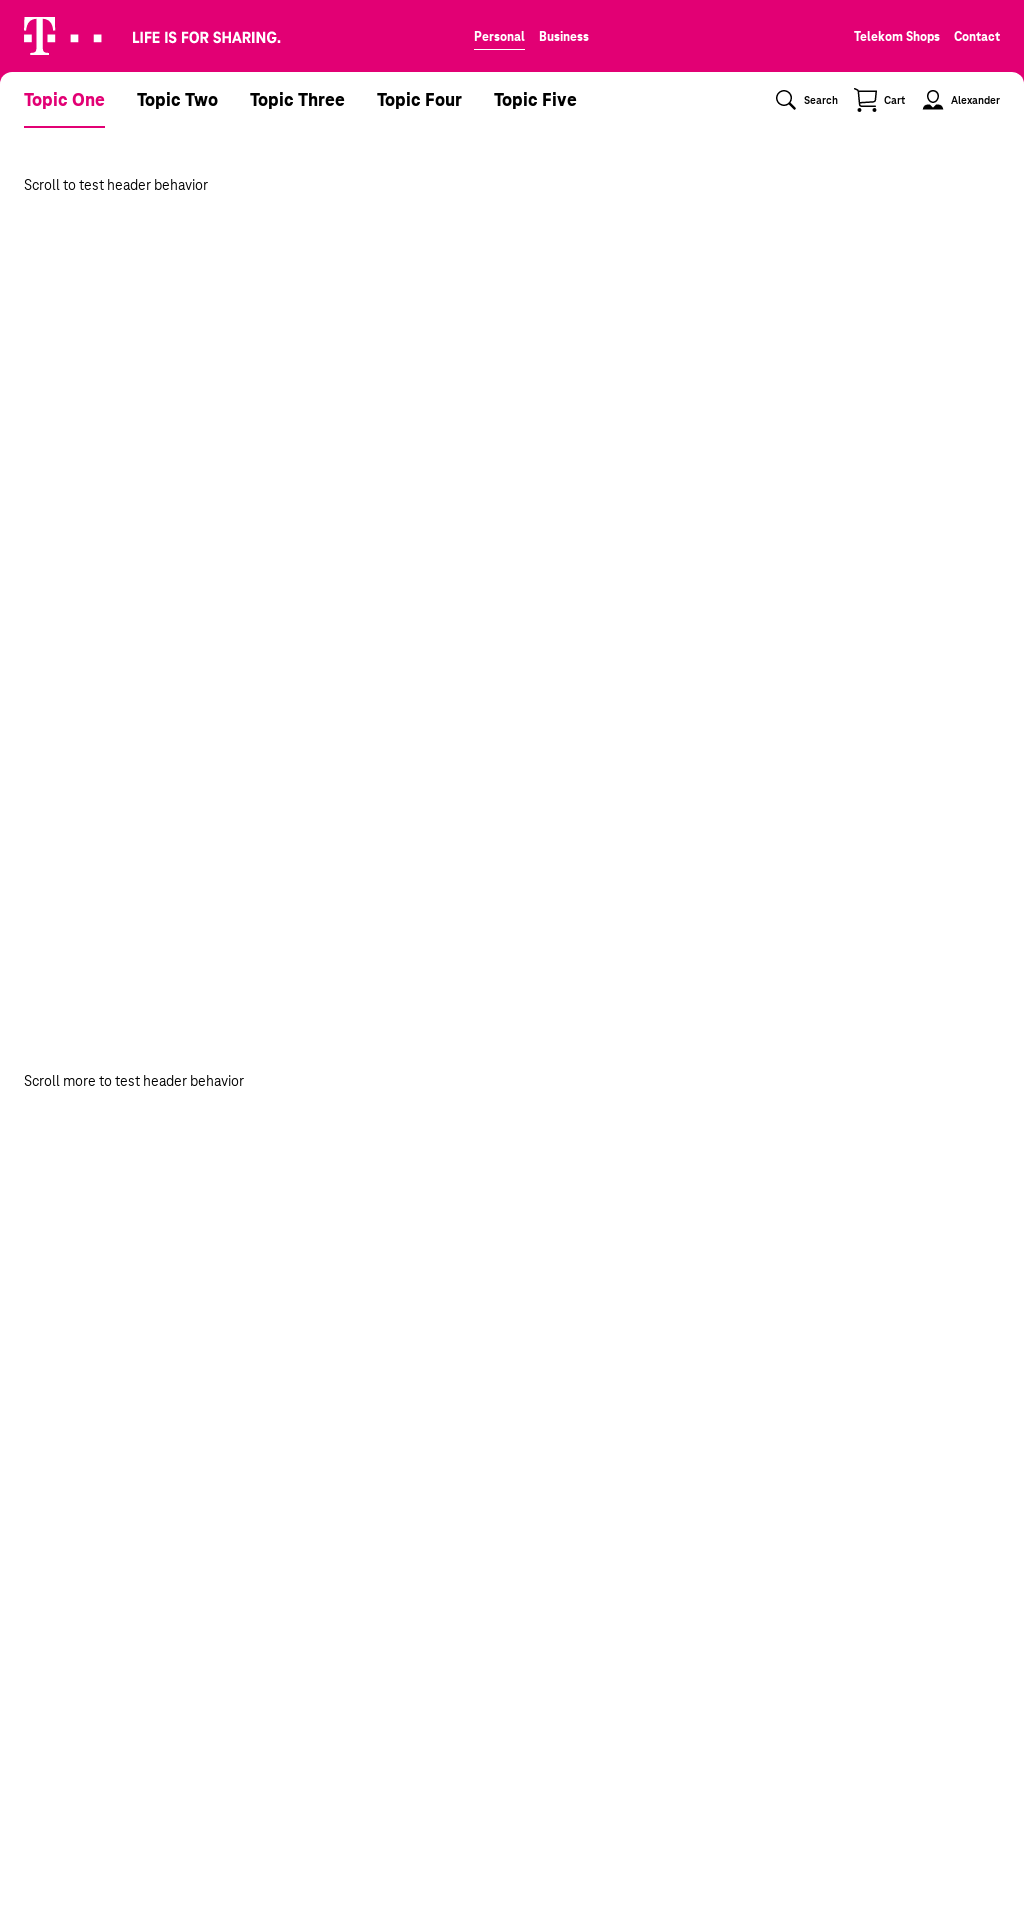 T LIFE IS FOR SHARING. Personal Business Telekom Shops Contact
Topic One Topic Two Topic Three Topic Four Topic Five Search Cart Alexander
Scroll to test header behavior
Scroll more to test header behavior